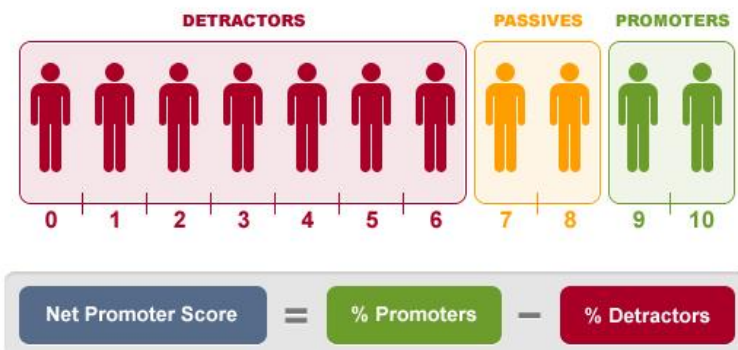 DETRACTORS PASSIVES PROMOTERS
0 1 2 3 4 5 6 7 8 9 10
Net Promoter Score = % Promoters − % Detractors